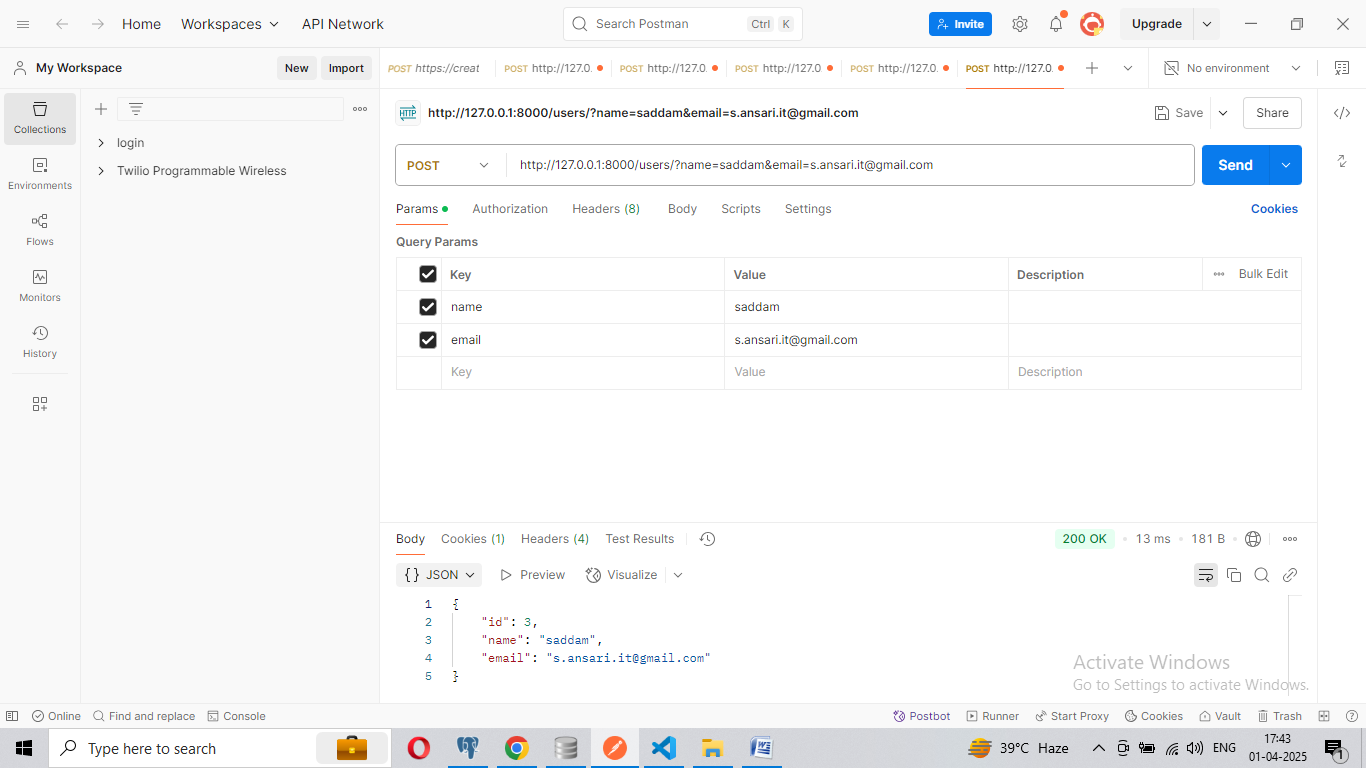 Home Workspaces API Network Search Postman Ctrl K Invite Upgrade
My Workspace New Import POST https://creat POST http://127.0. POST http://127.0. POST http://127.0 POST http://127.0. POST http://127.0. No environment
HTTP http://127.0.0.1:8000/users/?name=saddam&email=s.ansari.it@gmail.com Save Share
Collections
login
Twilio Programmable Wireless
Environments
Flows
Monitors
History
POST http://127.0.0.1:8000/users/?name=saddam&email=s.ansari.it@gmail.com Send
Params Authorization Headers (8) Body Scripts Settings Cookies
Query Params
Key Value Description Bulk Edit
name saddam
email s.ansari.it@gmail.com
Key Value Description
Body Cookies (1) Headers (4) Test Results 200 OK 13 ms 181 B
{} JSON Preview Visualize
1 {
2 "id": 3,
3 "name": "saddam",
4 "email": "s.ansari.it@gmail.com"
5 }
Activate Windows
Go to Settings to activate Windows.
Online Find and replace Console Postbot Runner Start Proxy Cookies Vault Trash
Type here to search 39°C Haze ENG 17:43
01-04-2025 1